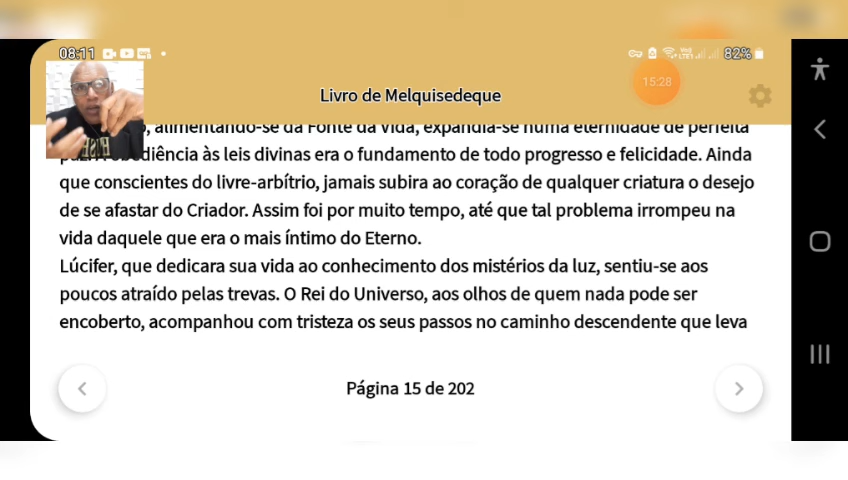 08:11
82%
15:28
Livro de Melquisedeque
alimentando-se da Fonte da Vida, expandia-se numa eternidade de perfeita
obediência às leis divinas era o fundamento de todo progresso e felicidade. Ainda
que conscientes do livre-arbítrio, jamais subira ao coração de qualquer criatura o desejo
de se afastar do Criador. Assim foi por muito tempo, até que tal problema irrompeu na
vida daquele que era o mais íntimo do Eterno.
Lúcifer, que dedicara sua vida ao conhecimento dos mistérios da luz, sentiu-se aos
poucos atraído pelas trevas. O Rei do Universo, aos olhos de quem nada pode ser
encoberto, acompanhou com tristeza os seus passos no caminho descendente que leva
Página 15 de 202